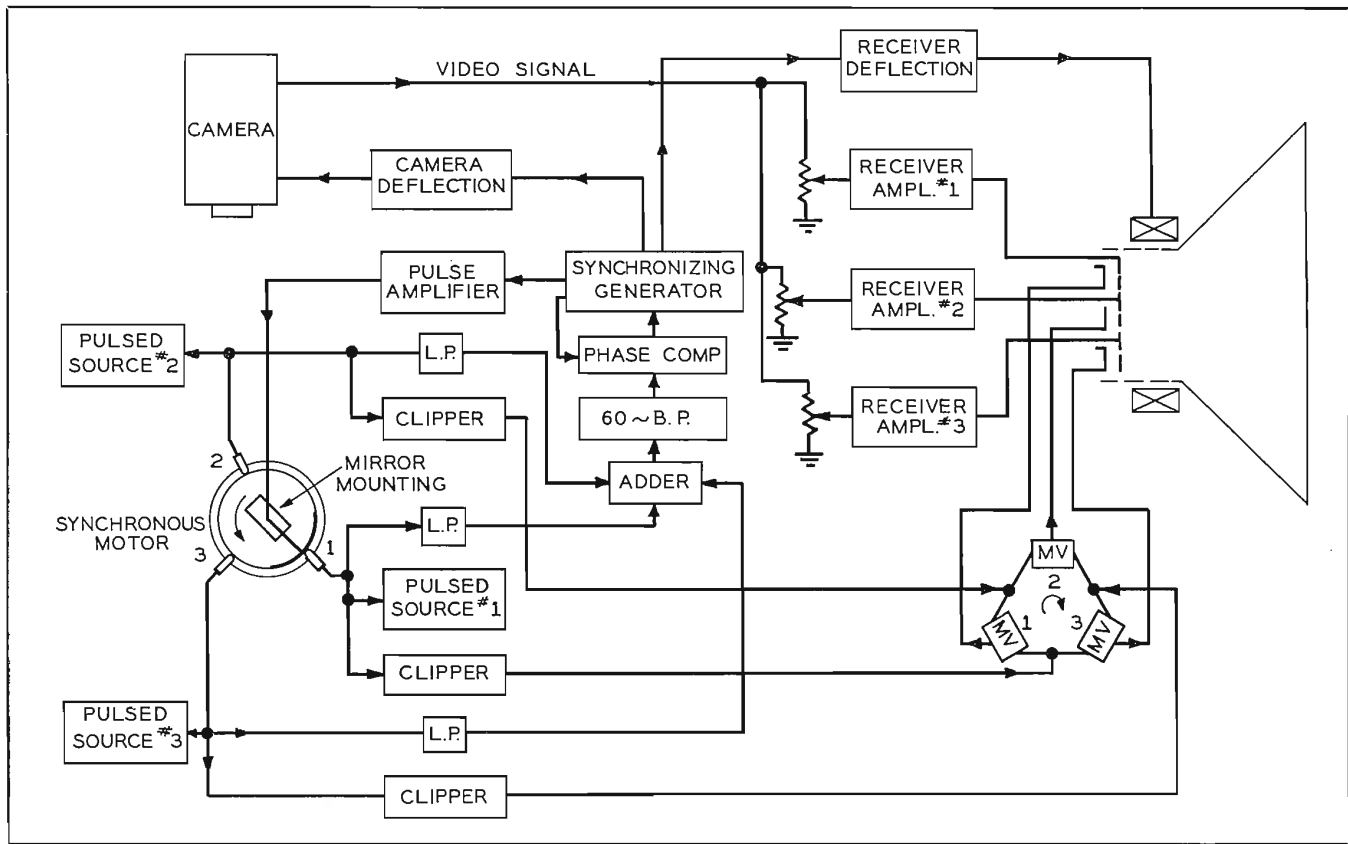 RECEIVER
DEFLECTION
VIDEO SIGNAL
CAMERA
CAMERA
DEFLECTION
RECEIVER
AMPL.#1
PULSE
AMPLIFIER
SYNCHRONIZING
GENERATOR
RECEIVER
AMPL.#2
PULSED
SOURCE#2
L.P.
PHASE COMP
CLIPPER
60~B.P.
RECEIVER
AMPL.#3
2
MIRROR
MOUNTING
ADDER
SYNCHRONOUS
MOTOR
3
1
L.P.
MV
2
PULSED
SOURCE#1
1
3
MV
MV
CLIPPER
PULSED
SOURCE#3
L.P.
CLIPPER